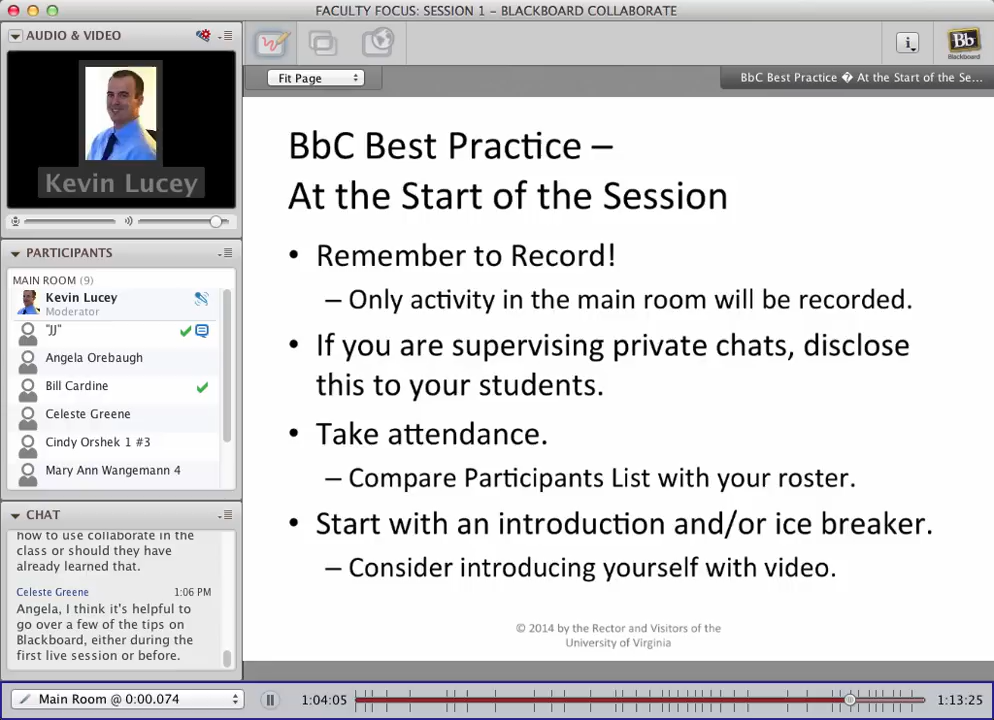 FACULTY FOCUS: SESSION 1 – BLACKBOARD COLLABORATE
AUDIO & VIDEO
Kevin Lucey
PARTICIPANTS
MAIN ROOM (9)
Kevin Lucey
Moderator
"JJ"
Angela Orebaugh
Bill Cardine
Celeste Greene
Cindy Orshek 1 #3
Mary Ann Wangemann 4
CHAT
how to use collaborate in the
class or should they have
already learned that.
Celeste Greene 1:06 PM
Angela, I think it's helpful to
go over a few of the tips on
Blackboard, either during the
first live session or before.
Bb
Blackboard
Fit Page
BbC Best Practice � At the Start of the Se...
BbC Best Practice –
At the Start of the Session
• Remember to Record!
– Only activity in the main room will be recorded.
• If you are supervising private chats, disclose
this to your students.
• Take attendance.
– Compare Participants List with your roster.
• Start with an introduction and/or ice breaker.
– Consider introducing yourself with video.
© 2014 by the Rector and Visitors of the
University of Virginia
Main Room @ 0:00.074
1:04:05
1:13:25